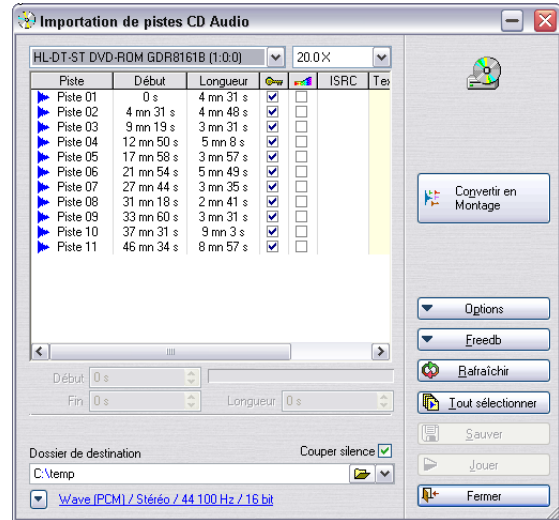 Importation de pistes CD Audio
HL-DT-ST DVD-ROM GDR8161B (1:0:0) 20.0 X
Piste Début Longueur ISRC Te
Piste 01 0 s 4 mn 31 s
Piste 02 4 mn 31 s 4 mn 48 s
Piste 03 9 mn 19 s 3 mn 31 s
Piste 04 12 mn 50 s 5 mn 8 s
Piste 05 17 mn 58 s 3 mn 57 s
Piste 06 21 mn 54 s 5 mn 49 s
Piste 07 27 mn 44 s 3 mn 35 s
Piste 08 31 mn 18 s 2 mn 41 s
Piste 09 33 mn 60 s 3 mn 31 s
Piste 10 37 mn 31 s 9 mn 3 s
Piste 11 46 mn 34 s 8 mn 57 s
Début 0 s
Fin 0 s Longueur 0 s
Dossier de destination Couper silence
C:\temp
Wave (PCM) / Stéréo / 44 100 Hz / 16 bit
Convertir en
Montage
Options
Freedb
Rafraîchir
Tout sélectionner
Sauver
Jouer
Fermer